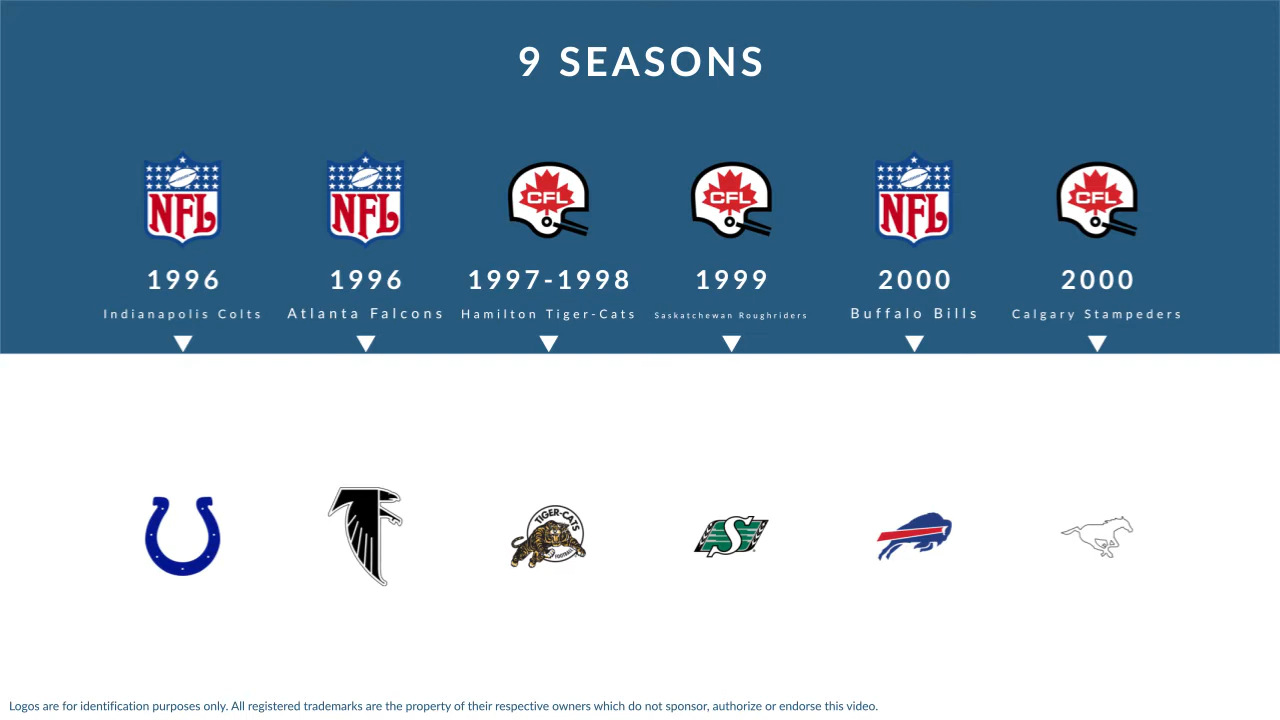 9 SEASONS
NFL NFL CFL CFL NFL CFL
1996 1996 1997-1998 1999 2000 2000
Indianapolis Colts Atlanta Falcons Hamilton Tiger-Cats Saskatchewan Roughriders Buffalo Bills Calgary Stampeders
TIGER-CATS S
FOOTBALL
Logos are for identification purposes only. All registered trademarks are the property of their respective owners which do not sponsor, authorize or endorse this video.